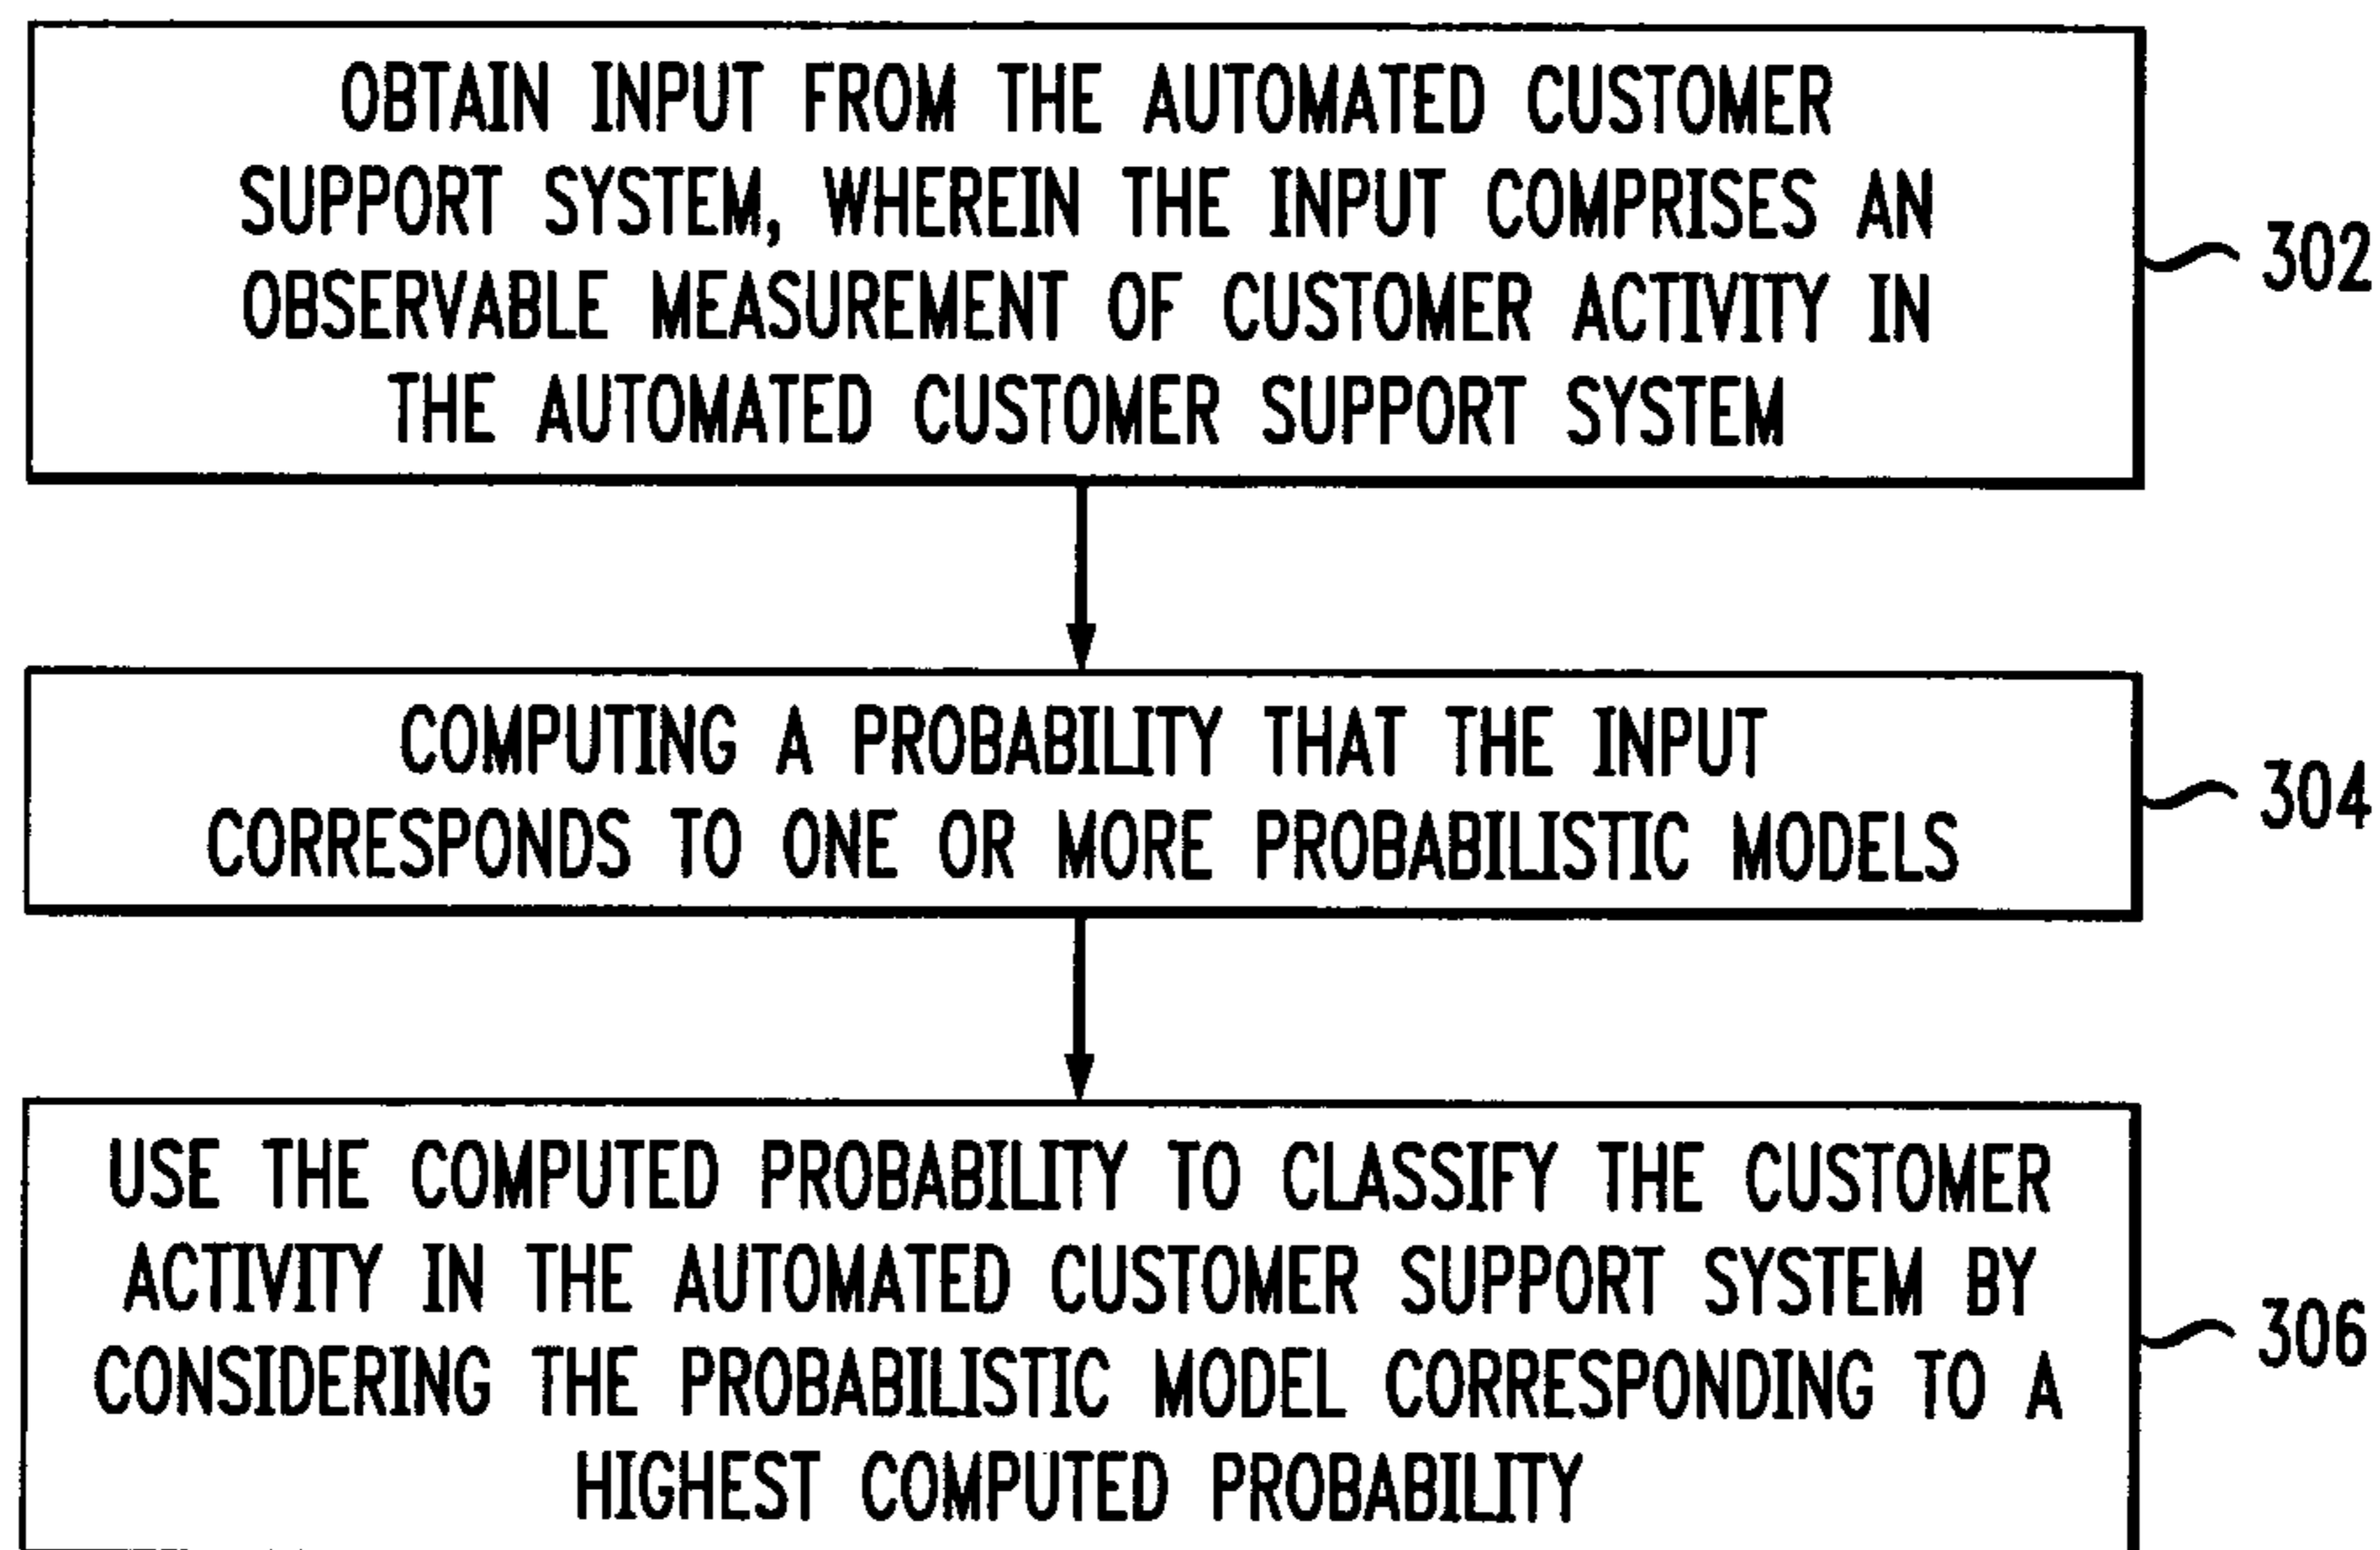 OBTAIN INPUT FROM THE AUTOMATED CUSTOMER
SUPPORT SYSTEM, WHEREIN THE INPUT COMPRISES AN
OBSERVABLE MEASUREMENT OF CUSTOMER ACTIVITY IN
THE AUTOMATED CUSTOMER SUPPORT SYSTEM
302
COMPUTING A PROBABILITY THAT THE INPUT
CORRESPONDS TO ONE OR MORE PROBABILISTIC MODELS
304
USE THE COMPUTED PROBABILITY TO CLASSIFY THE CUSTOMER
ACTIVITY IN THE AUTOMATED CUSTOMER SUPPORT SYSTEM BY
CONSIDERING THE PROBABILISTIC MODEL CORRESPONDING TO A
HIGHEST COMPUTED PROBABILITY
306